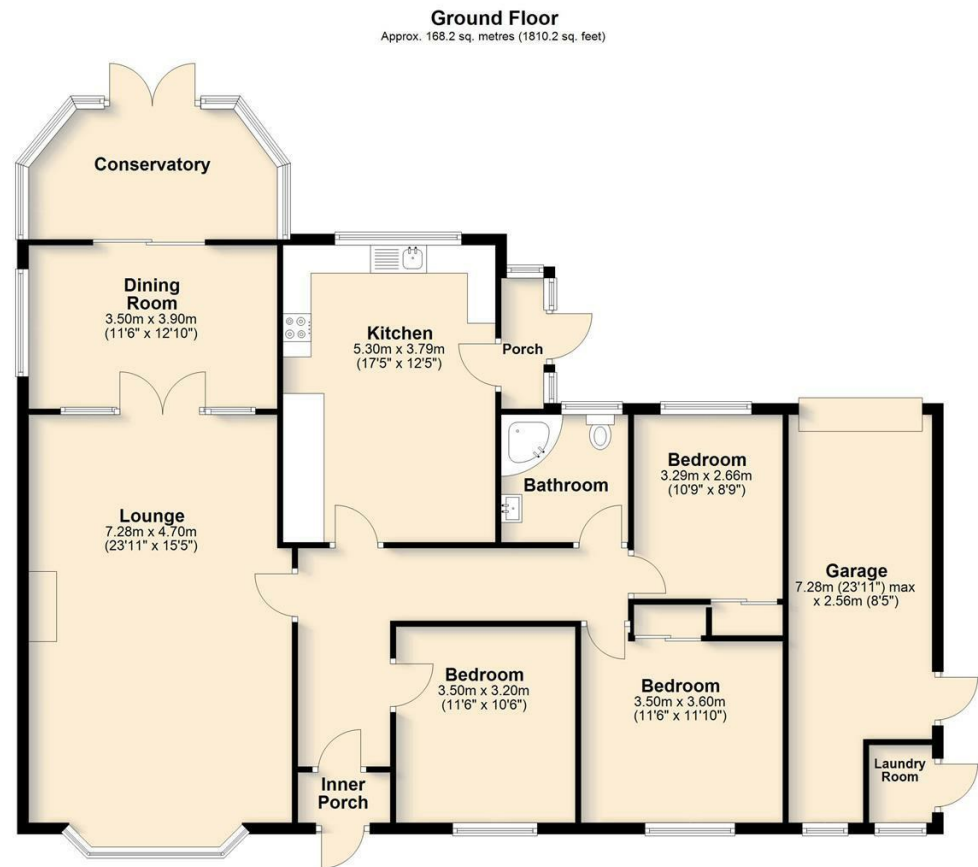 Ground Floor
Approx. 168.2 sq. metres (1810.2 sq. feet)
Conservatory
Dining
Room
3.50m x 3.90m
(11'6" x 12'10")
Kitchen
5.30m x 3.79m
(17'5" x 12'5")
Porch
Lounge
7.28m x 4.70m
(23'11" x 15'5")
Bathroom
Bedroom
3.29m x 2.66m
(10'9" x 8'9")
Garage
7.28m (23'11") max
x 2.56m (8'5")
Bedroom
3.50m x 3.20m
(11'6" x 10'6")
Bedroom
3.50m x 3.60m
(11'6" x 11'10")
Laundry
Room
Inner
Porch